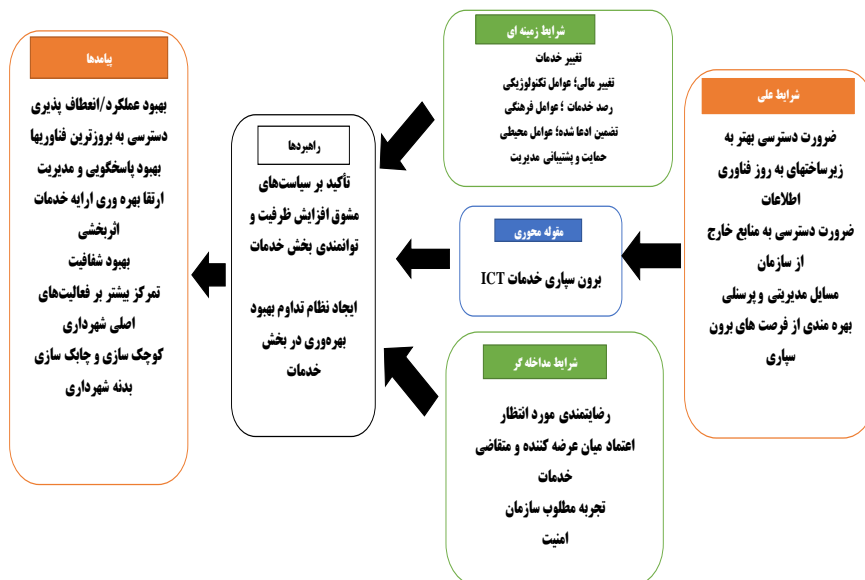 شرایط علی
ضرورت دسترسی بهتر به
زیرساختهای به روز فناوری
اطلاعات
ضرورت دسترسی به منابع خارج
از سازمان
مسایل مدیریتی و پرسنلی
بهره مندی از فرصت های برون
سپاری
شرایط زمینه ای
تغییر خدمات
تغییر مالی؛ عوامل تکنولوژیکی
رصد خدمات ؛ عوامل فرهنگی
تضمین ادعا شده؛ عوامل محیطی
حمایت و پشتیبانی مدیریت
مقوله محوری
برون سپاری خدمات ICT
شرایط مداخله گر
رضایتمندی مورد انتظار
اعتماد میان عرضه کننده و متقاضی
خدمات
تجربه مطلوب سازمان
امنیت
راهبردها
تأکید بر سیاست‌های
مشوق افزایش ظرفیت و
توانمندی بخش خدمات
ایجاد نظام تداوم بهبود
بهره‌وری در بخش
خدمات
پیامدها
بهبود عملکرد/انعطاف پذیری
دسترسی به بروزترین فناوریها
بهبود پاسخگویی و مدیریت
ارتقا بهره وری ارایه خدمات
اثربخشی
بهبود شفافیت
تمرکز بیشتر بر فعالیت‌های
اصلی شهرداری
کوچک سازی و چابک سازی
بدنه شهرداری